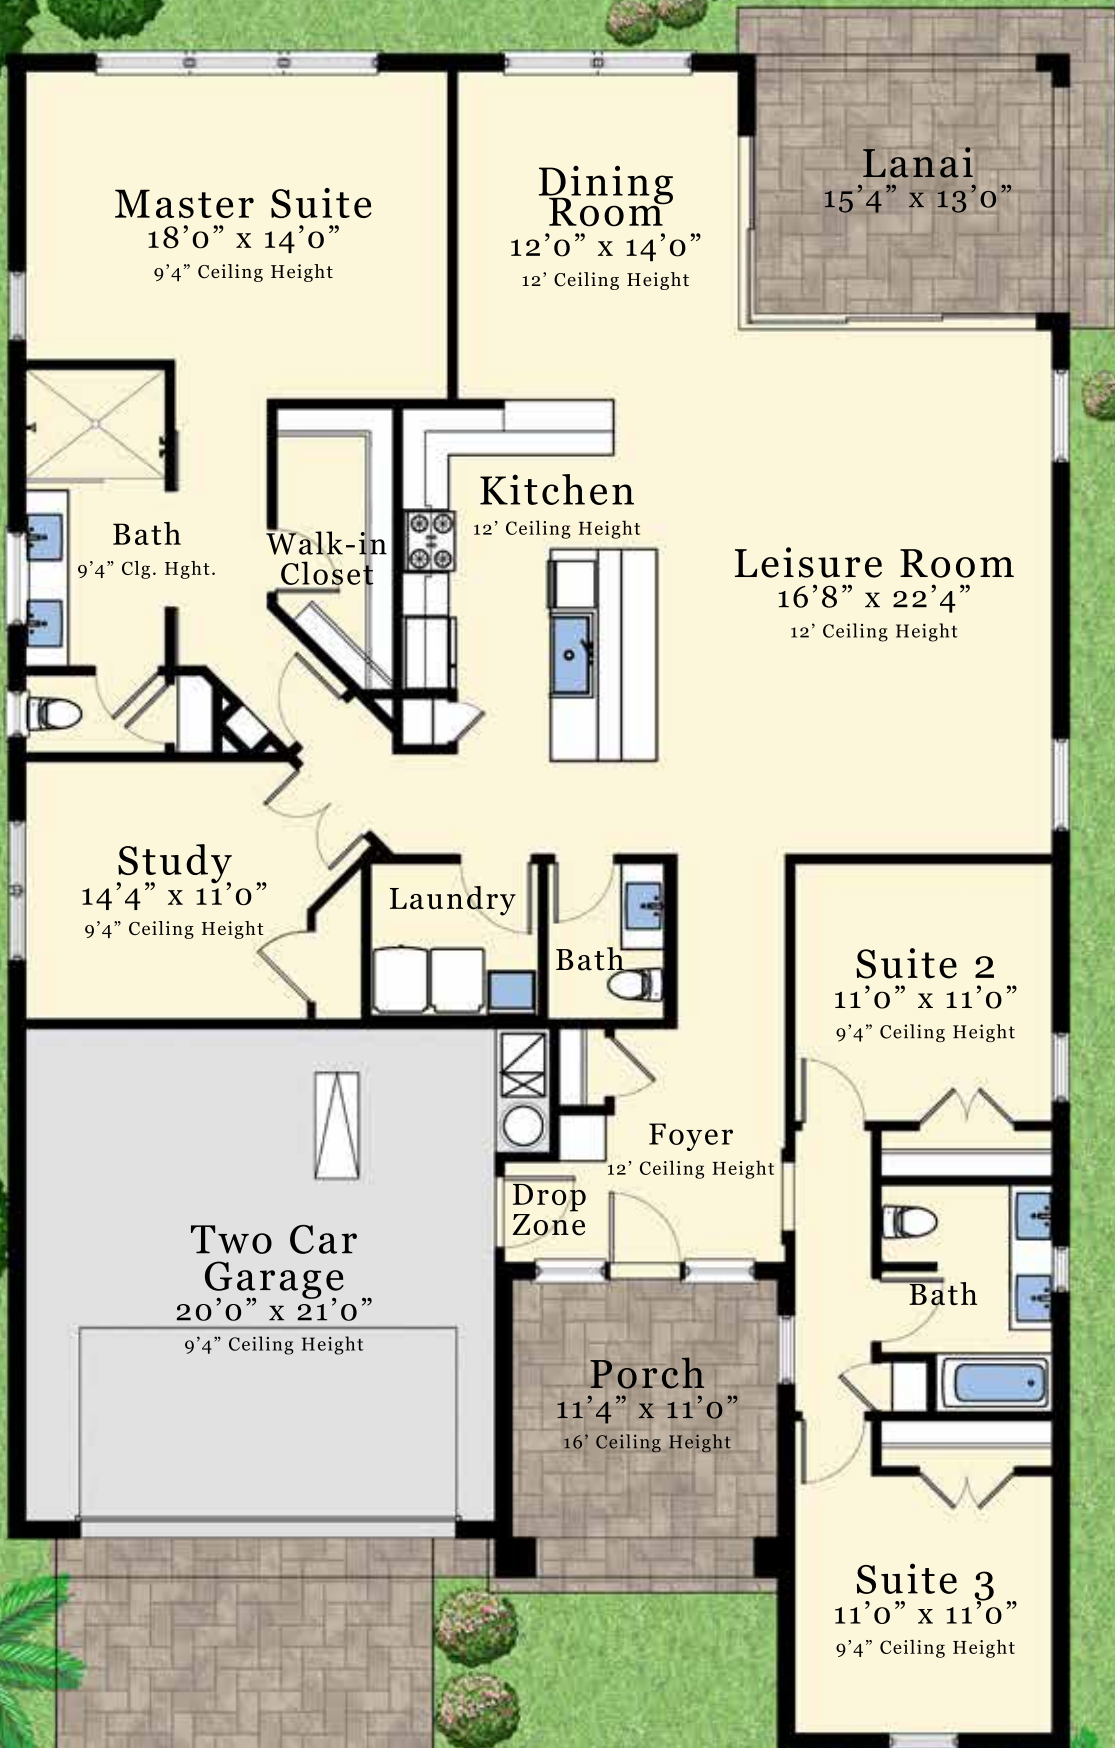 Master Suite
18’0” x 14’0”
9’4” Ceiling Height
Dining
Room
12’0” x 14’0”
12’ Ceiling Height
Lanai
15’4” x 13’0”
Kitchen
12’ Ceiling Height
Bath
9’4” Clg. Hght.
Walk-in
Closet
Leisure Room
16’8” x 22’4”
12’ Ceiling Height
Study
14’4” x 11’0”
9’4” Ceiling Height
Laundry
Bath
Suite 2
11’0” x 11’0”
9’4” Ceiling Height
Foyer
12’ Ceiling Height
Drop
Zone
Two Car
Garage
20’0” x 21’0”
9’4” Ceiling Height
Bath
Porch
11’4” x 11’0”
16’ Ceiling Height
Suite 3
11’0” x 11’0”
9’4” Ceiling Height